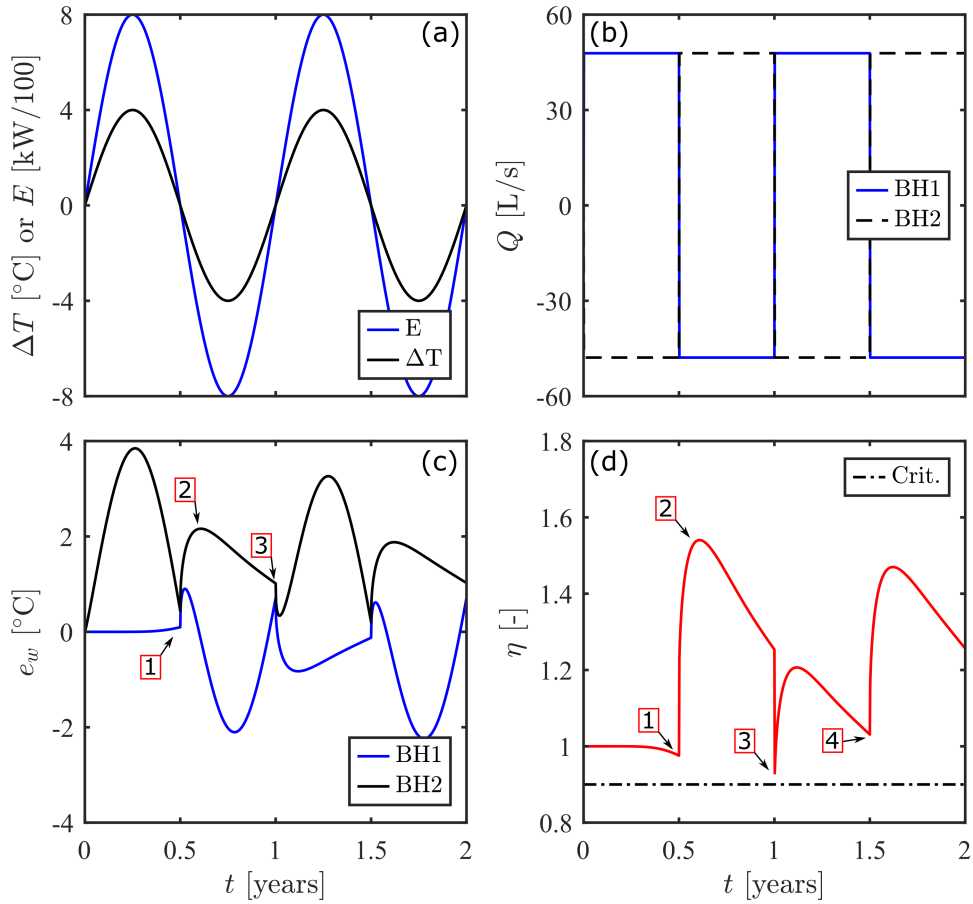 (a)
8
4
0
-4
-8
ΔT [°C] or E [kW/100]
E
ΔT
(b)
60
30
0
-30
-60
Q [L/s]
BH1
BH2
(c)
4
2
0
-2
-4
e_w [°C]
1
2
3
BH1
BH2
0
0.5
1
1.5
2
t [years]
(d)
1.8
1.6
1.4
1.2
1
0.8
η [-]
Crit.
1
2
3
4
0
0.5
1
1.5
2
t [years]